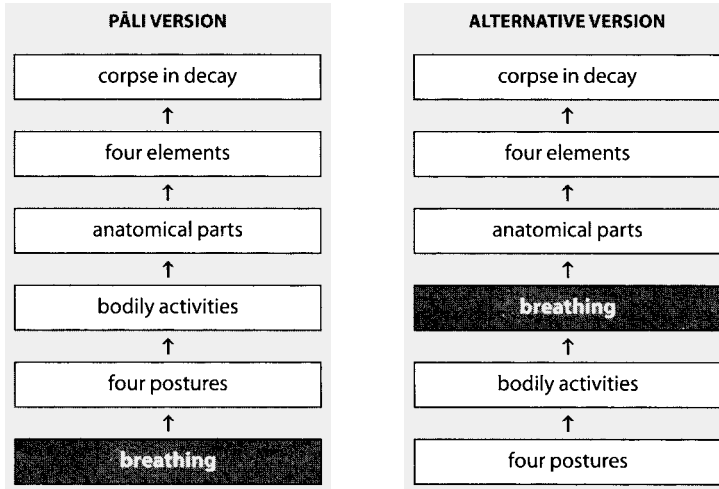 PĀLI VERSION
corpse in decay
↑
four elements
↑
anatomical parts
↑
bodily activities
↑
four postures
↑
breathing
ALTERNATIVE VERSION
corpse in decay
↑
four elements
↑
anatomical parts
↑
breathing
↑
bodily activities
↑
four postures